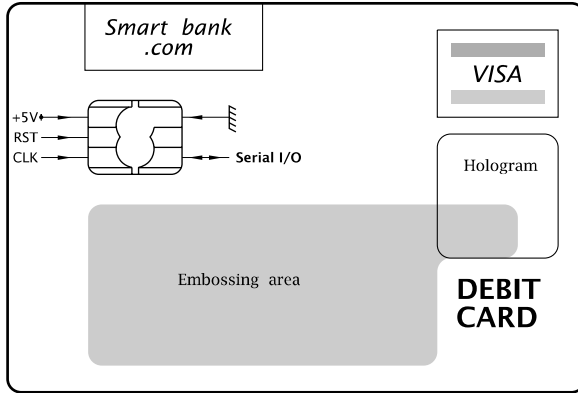 Smart bank
.com
VISA
+5V
RST
CLK
Serial I/O
Hologram
Embossing area
DEBIT
CARD